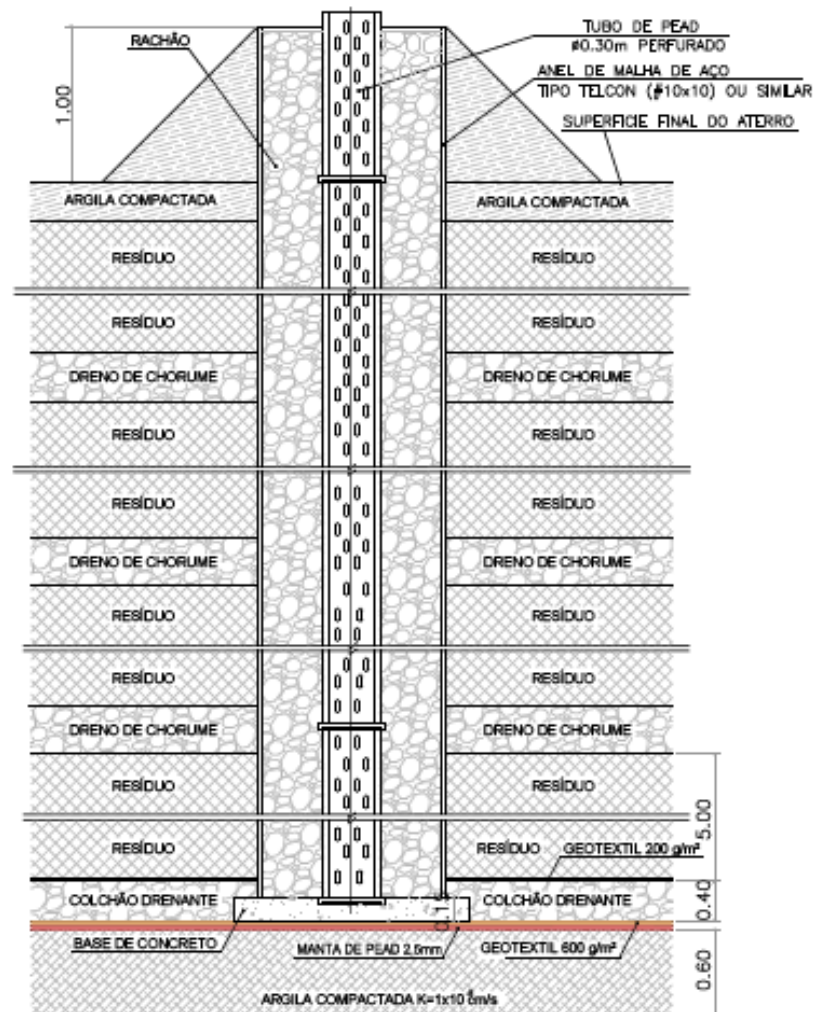 RACHÃO
TUBO DE PEAD
ø0.30m PERFURADO
ANEL DE MALHA DE AÇO
TIPO TELCON (#10x10) OU SIMILAR
SUPERFICIE FINAL DO ATERRO
1.00
ARGILA COMPACTADA
ARGILA COMPACTADA
RESÍDUO
RESÍDUO
RESÍDUO
RESÍDUO
DRENO DE CHORUME
DRENO DE CHORUME
RESÍDUO
RESÍDUO
RESÍDUO
RESÍDUO
DRENO DE CHORUME
DRENO DE CHORUME
RESÍDUO
RESÍDUO
RESÍDUO
RESÍDUO
DRENO DE CHORUME
DRENO DE CHORUME
RESÍDUO
RESÍDUO
5.00
RESÍDUO
RESÍDUO
GEOTEXTIL 200 g/m²
COLCHÃO DRENANTE
COLCHÃO DRENANTE
0.40
BASE DE CONCRETO
MANTA DE PEAD 2,5mm
GEOTEXTIL 600 g/m²
0.60
ARGILA COMPACTADA K=1x10 cm/s